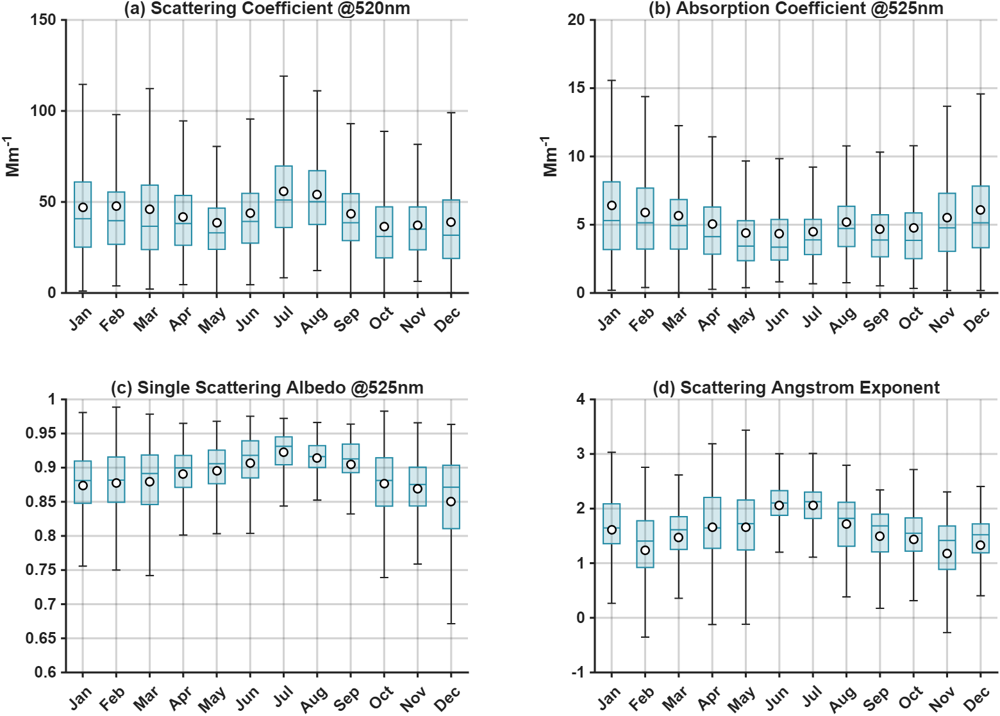 (a) Scattering Coefficient @520nm
150
100
50
0
Mm-1
Jan Feb Mar Apr May Jun Jul Aug Sep Oct Nov Dec
(b) Absorption Coefficient @525nm
20
15
10
5
0
Mm-1
Jan Feb Mar Apr May Jun Jul Aug Sep Oct Nov Dec
(c) Single Scattering Albedo @525nm
1
0.95
0.9
0.85
0.8
0.75
0.7
0.65
0.6
Jan Feb Mar Apr May Jun Jul Aug Sep Oct Nov Dec
(d) Scattering Angstrom Exponent
4
3
2
1
0
-1
Jan Feb Mar Apr May Jun Jul Aug Sep Oct Nov Dec